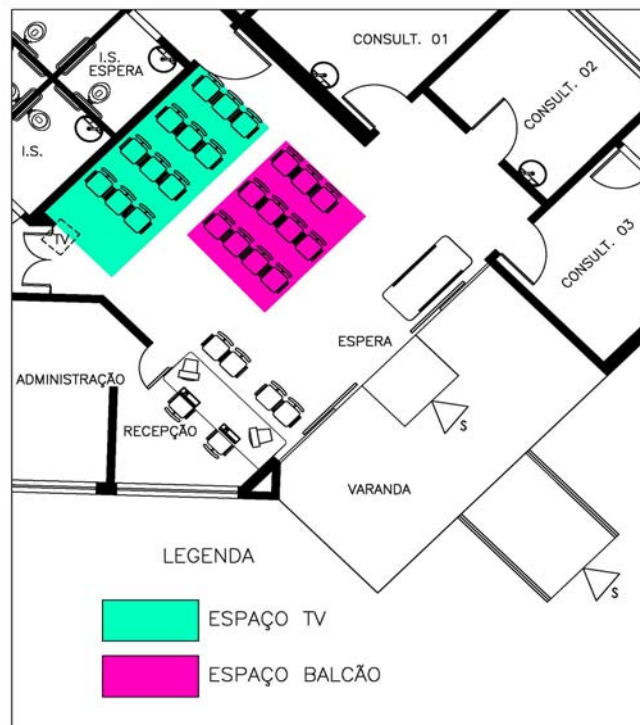 CONSULT. 01
I.S.
ESPERA
CONSULT. 02
I.S.
TV
CONSULT. 03
ESPERA
ADMINISTRAÇÃO
RECEPÇÃO
S
VARANDA
S
LEGENDA
ESPAÇO TV
ESPAÇO BALCÃO